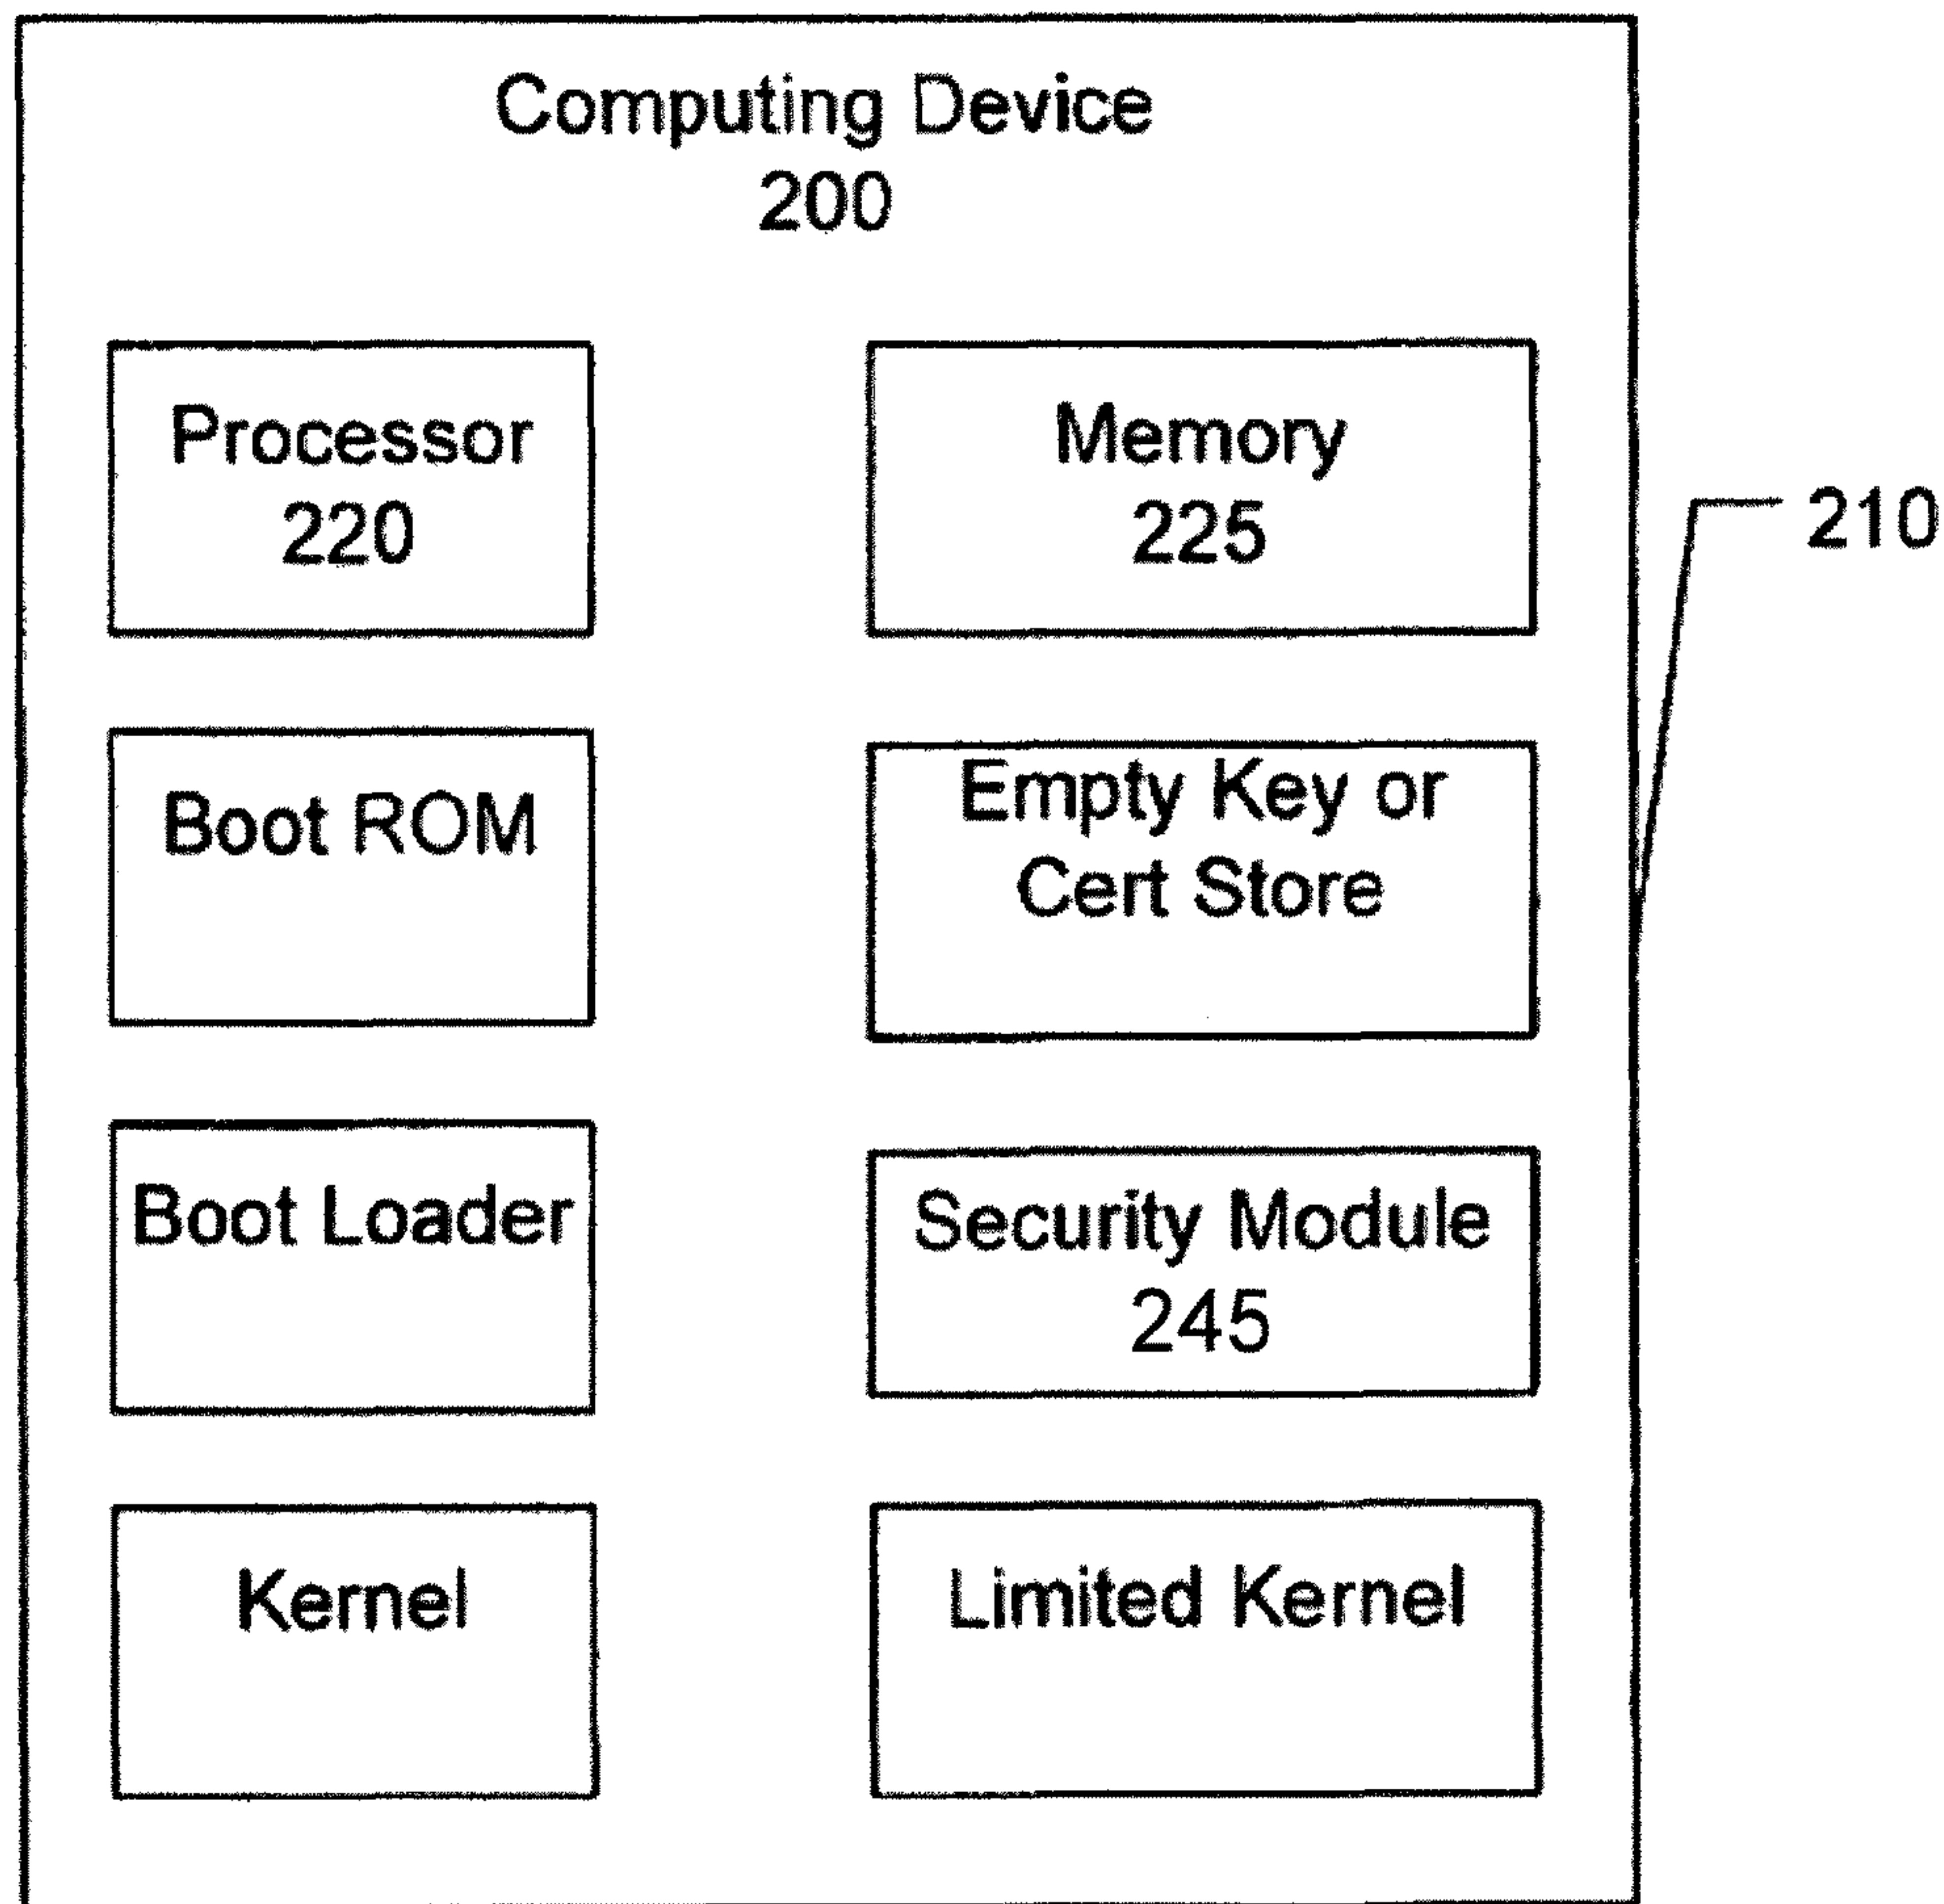 Computing Device
200
Processor
220
Memory
225
210
Boot ROM
Empty Key or
Cert Store
Boot Loader
Security Module
245
Kernel
Limited Kernel